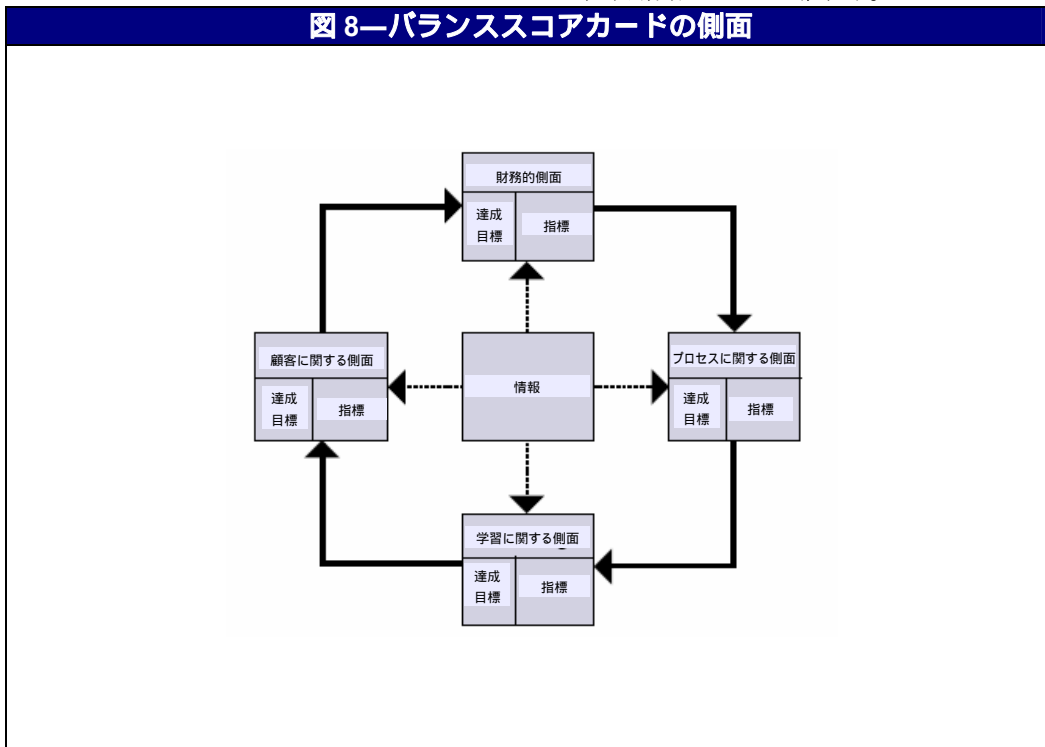 図 8―バランススコアカードの側面
財務的側面
達成
目標
指標
顧客に関する側面
達成
目標
指標
情報
プロセスに関する側面
達成
目標
指標
学習に関する側面
達成
目標
指標